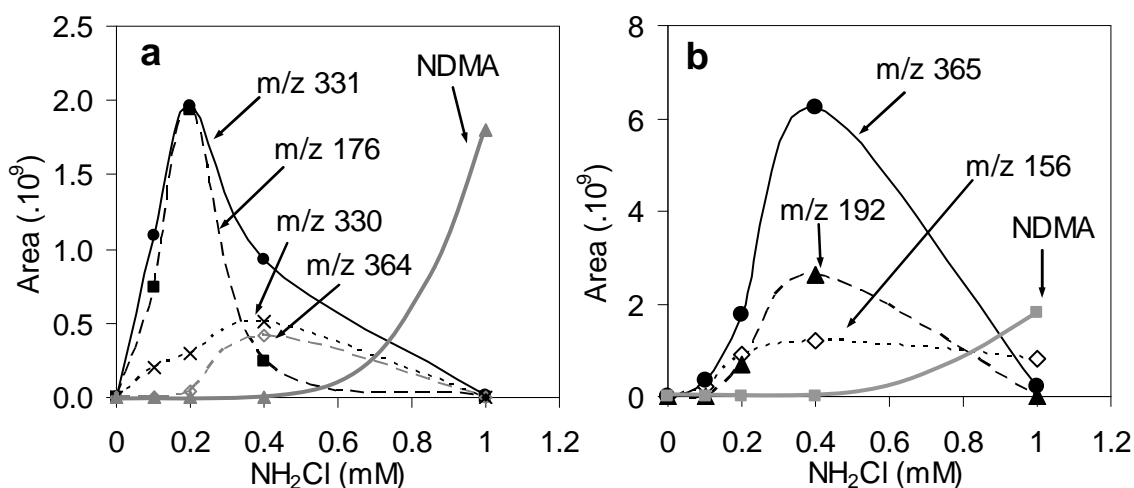 a
NDMA
m/z 331
m/z 176
m/z 330
m/z 364
2.5
2.0
1.5
1.0
0.5
0.0
Area (.10⁹)
0 0.2 0.4 0.6 0.8 1 1.2
NH₂Cl (mM)
b
m/z 365
m/z 156
m/z 192
NDMA
8
6
4
2
0
Area (.10⁹)
0 0.2 0.4 0.6 0.8 1 1.2
NH₂Cl (mM)